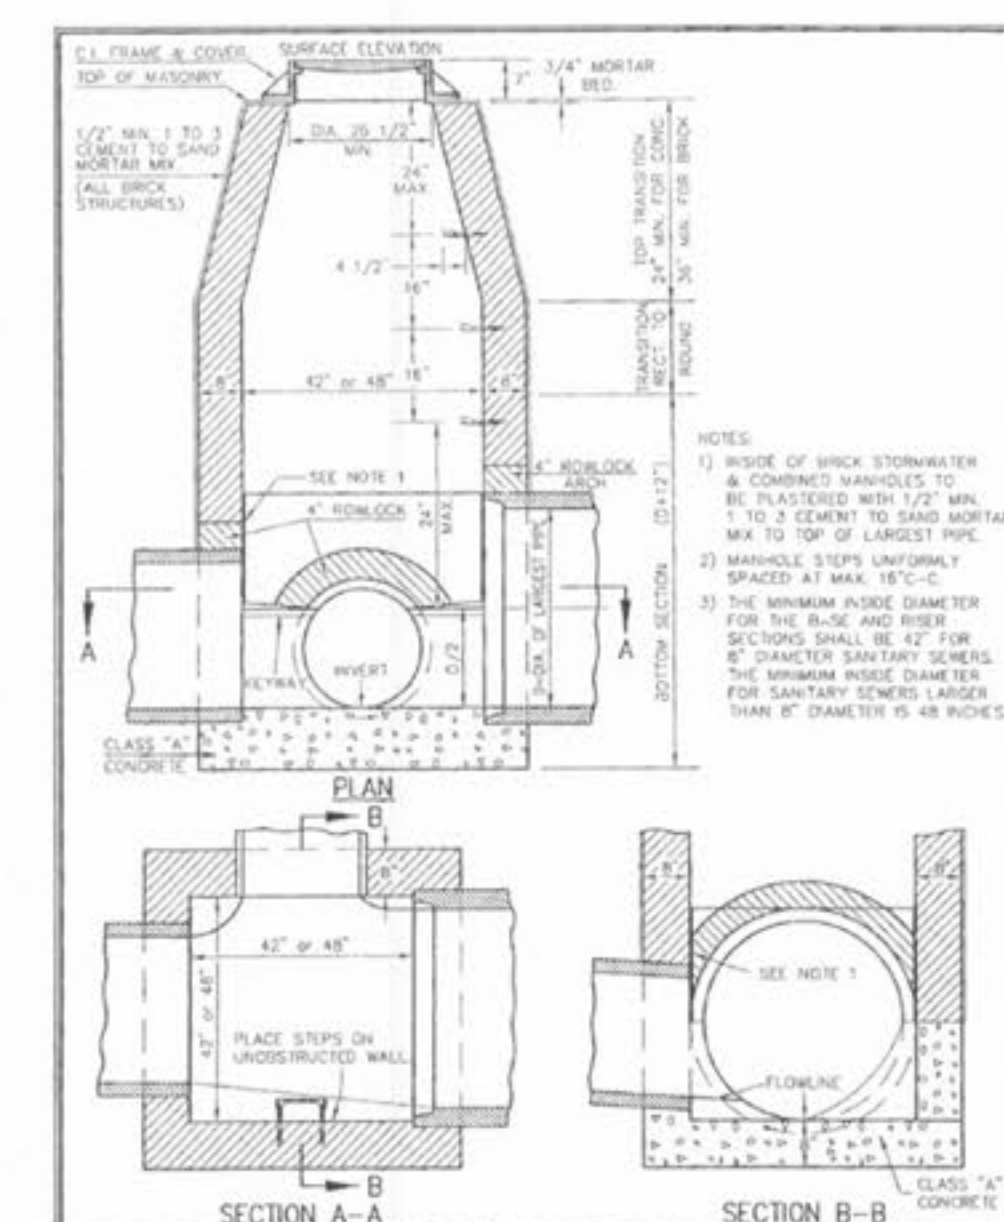 C.I. FRAME & COVER
SURFACE ELEVATION
TOP OF MASONRY
2"
3/4" MORTAR
BED.
1/2" MIN. 1 TO 3
CEMENT TO SAND
MORTAR MIX.
(ALL BRICK
STRUCTURES)
DIA. 26 1/2"
MIN.
24"
MAX.
4 1/2"
16"
16"
TOP TRANSITION
24" MIN. FOR CONC.
36" MIN. FOR BRICK
TRANSITION
RECT. TO
ROUND
8"
42" or 48"
8"
4" ROWLOCK
ARCH
SEE NOTE 1
4" ROWLOCK
24"
MAX.
D=DIA. OF LARGEST PIPE
BOTTOM SECTION (D+12")
A
A
KEYWAY
INVERT
D/2
CLASS "A"
CONCRETE
NOTES:
1) INSIDE OF BRICK STORMWATER
& COMBINED MANHOLES TO
BE PLASTERED WITH 1/2" MIN.
1 TO 3 CEMENT TO SAND MORTAR
MIX TO TOP OF LARGEST PIPE.
2) MANHOLE STEPS UNIFORMLY
SPACED AT MAX. 16"C-C.
3) THE MINIMUM INSIDE DIAMETER
FOR THE BASE AND RISER
SECTIONS SHALL BE 42" FOR
8" DIAMETER SANITARY SEWERS.
THE MINIMUM INSIDE DIAMETER
FOR SANITARY SEWERS LARGER
THAN 8" DIAMETER IS 48 INCHES
PLAN
B
8"
42" or 48"
42" or 48"
PLACE STEPS ON
UNOBSTRUCTED WALL
B
SECTION A-A
8"
8"
SEE NOTE 1
FLOWLINE
8"
CLASS "A"
CONCRETE
SECTION B-B